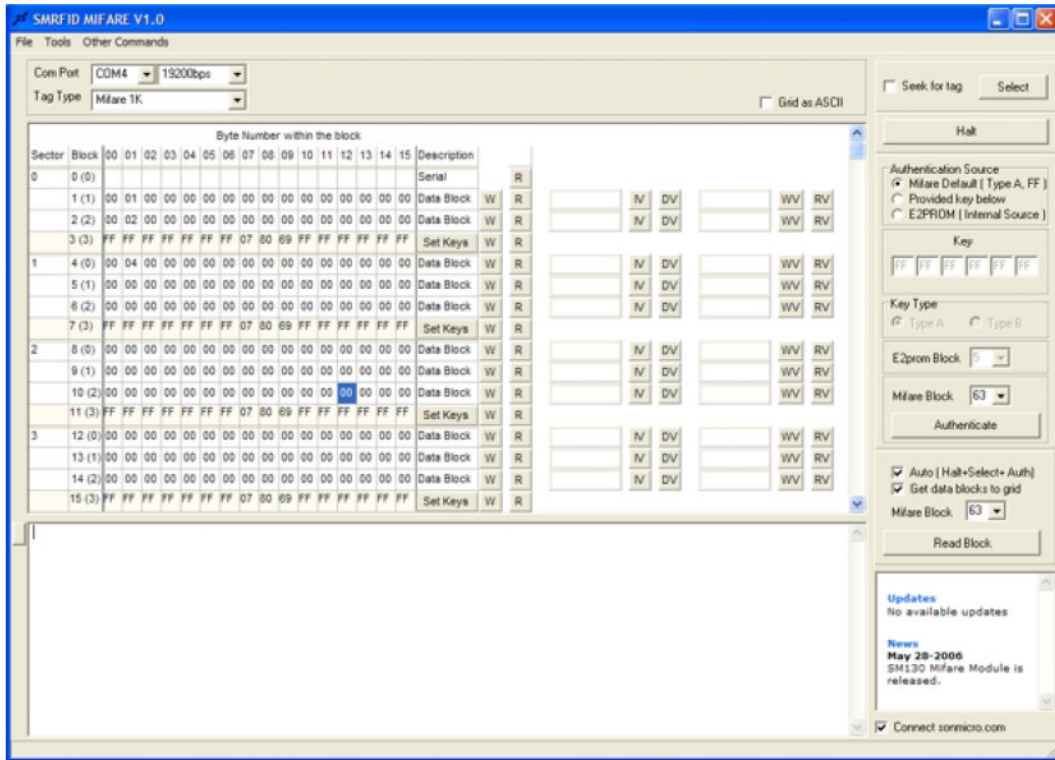 SMRFID MIFARE V1.0
File Tools Other Commands
Com Port COM4 19200bps
Tag Type Mifare 1K
Grid as ASCII
Byte Number within the block
Sector Block 00 01 02 03 04 05 06 07 08 09 10 11 12 13 14 15 Description
0 0 (0) Serial R
1 (1) 00 01 00 00 00 00 00 00 00 00 00 00 00 00 00 00 Data Block W R IV DV WV RV
2 (2) 00 02 00 00 00 00 00 00 00 00 00 00 00 00 00 00 Data Block W R IV DV WV RV
3 (3) FF FF FF FF FF FF 07 80 69 FF FF FF FF FF FF FF Set Keys W R
1 4 (0) 00 04 00 00 00 00 00 00 00 00 00 00 00 00 00 00 Data Block W R IV DV WV RV
5 (1) 00 00 00 00 00 00 00 00 00 00 00 00 00 00 00 00 Data Block W R IV DV WV RV
6 (2) 00 00 00 00 00 00 00 00 00 00 00 00 00 00 00 00 Data Block W R IV DV WV RV
7 (3) FF FF FF FF FF FF 07 80 69 FF FF FF FF FF FF FF Set Keys W R
2 8 (0) 00 00 00 00 00 00 00 00 00 00 00 00 00 00 00 00 Data Block W R IV DV WV RV
9 (1) 00 00 00 00 00 00 00 00 00 00 00 00 00 00 00 00 Data Block W R IV DV WV RV
10 (2) 00 00 00 00 00 00 00 00 00 00 00 00 00 00 00 00 Data Block W R IV DV WV RV
11 (3) FF FF FF FF FF FF 07 80 69 FF FF FF FF FF FF FF Set Keys W R
3 12 (0) 00 00 00 00 00 00 00 00 00 00 00 00 00 00 00 00 Data Block W R IV DV WV RV
13 (1) 00 00 00 00 00 00 00 00 00 00 00 00 00 00 00 00 Data Block W R IV DV WV RV
14 (2) 00 00 00 00 00 00 00 00 00 00 00 00 00 00 00 00 Data Block W R IV DV WV RV
15 (3) FF FF FF FF FF FF 07 80 69 FF FF FF FF FF FF FF Set Keys W R
Seek for tag Select
Halt
Authentication Source
Mifare Default ( Type A, FF )
Provided key below
E2PROM ( Internal Source )
Key
FF FF FF FF FF FF
Key Type
Type A Type B
E2prom Block 5
Mifare Block 63
Authenticate
Auto ( Halt+Select+ Auth)
Get data blocks to grid
Mifare Block 63
Read Block
Updates
No available updates
News
May 28-2006
SM130 Mifare Module is
released.
Connect sonmicro.com